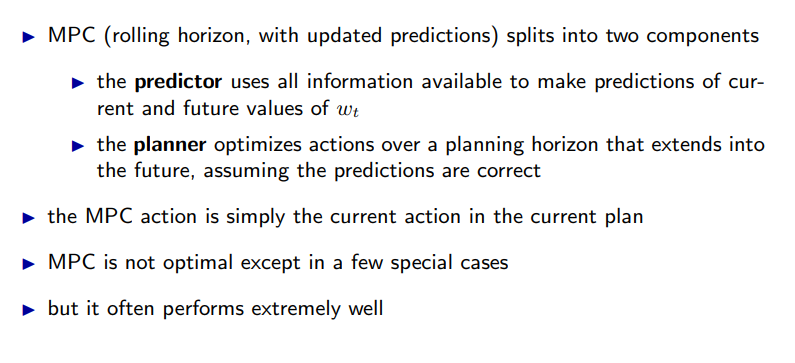 ▶ MPC (rolling horizon, with updated predictions) splits into two components
▶ the predictor uses all information available to make predictions of cur-
rent and future values of wₜ
▶ the planner optimizes actions over a planning horizon that extends into
the future, assuming the predictions are correct
▶ the MPC action is simply the current action in the current plan
▶ MPC is not optimal except in a few special cases
▶ but it often performs extremely well